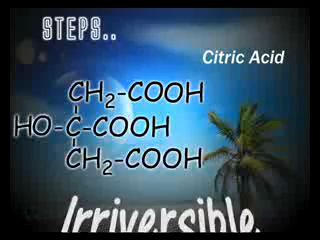 STEPS..
Citric Acid
CH₂-COOH
HO-C-COOH
CH₂-COOH
Irriversible.